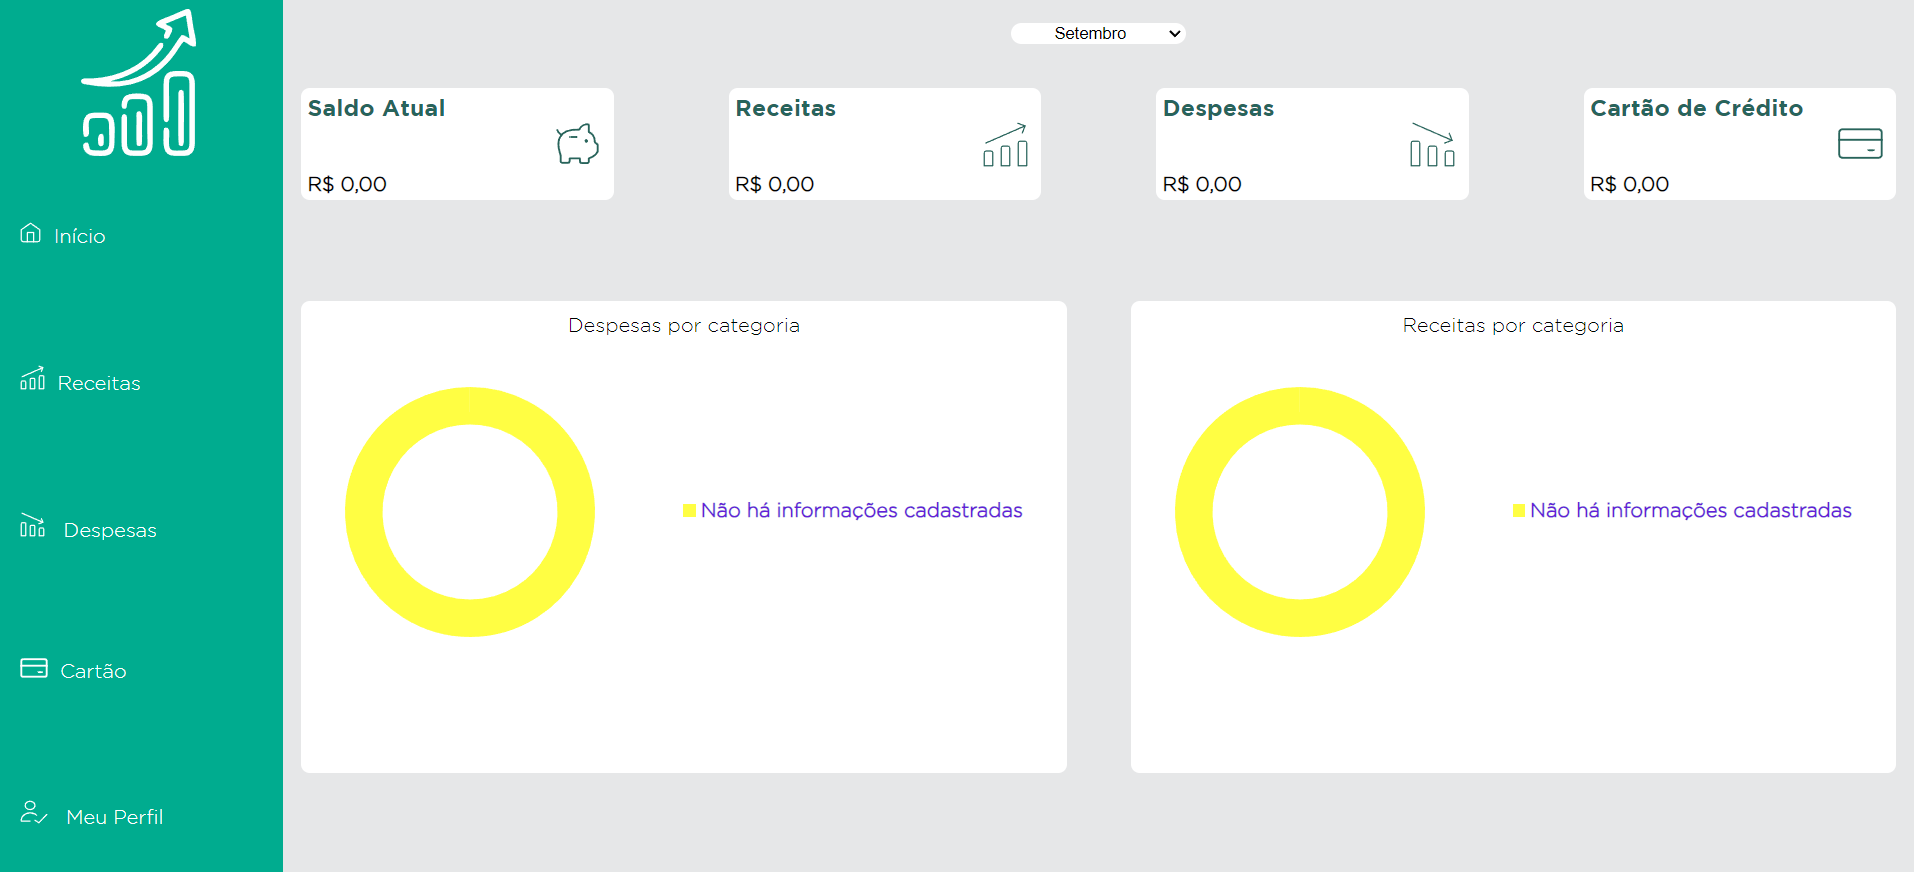 Setembro
Saldo Atual
R$ 0,00
Receitas
R$ 0,00
Despesas
R$ 0,00
Cartão de Crédito
R$ 0,00
Início
Receitas
Despesas
Cartão
Meu Perfil
Despesas por categoria
Não há informações cadastradas
Receitas por categoria
Não há informações cadastradas